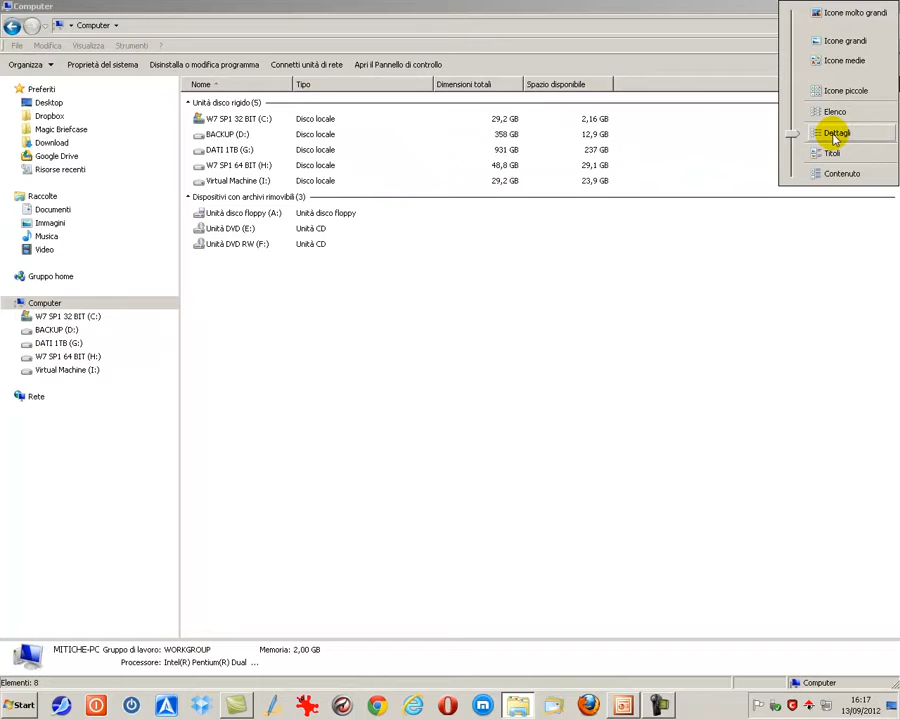 Computer
Computer
File Modifica Visualizza Strumenti ?
Organizza Proprietà del sistema Disinstalla o modifica programma Connetti unità di rete Apri il Pannello di controllo
Nome Tipo Dimensioni totali Spazio disponibile
Preferiti
Desktop
Dropbox
Magic Briefcase
Download
Google Drive
Risorse recenti
Raccolte
Documenti
Immagini
Musica
Video
Gruppo home
Computer
W7 SP1 32 BIT (C:)
BACKUP (D:)
DATI 1TB (G:)
W7 SP1 64 BIT (H:)
Virtual Machine (I:)
Rete
Unità disco rigido (5)
W7 SP1 32 BIT (C:) Disco locale 29,2 GB 2,16 GB
BACKUP (D:) Disco locale 358 GB 12,9 GB
DATI 1TB (G:) Disco locale 931 GB 237 GB
W7 SP1 64 BIT (H:) Disco locale 48,8 GB 29,1 GB
Virtual Machine (I:) Disco locale 29,2 GB 2,94 GB
Dispositivi con archivi rimovibili (3)
Unità disco floppy (A:) Unità disco floppy
Unità DVD (E:) Unità CD
Unità DVD RW (F:) Unità CD
Icone molto grandi
Icone grandi
Icone medie
Icone piccole
Elenco
Dettagli
Titoli
Contenuto
MITICHE-PC Gruppo di lavoro: WORKGROUP Memoria: 2,00 GB
Processore: Intel(R) Pentium(R) Dual ...
Elementi: 8 Computer
Start 16:17
13/09/2012